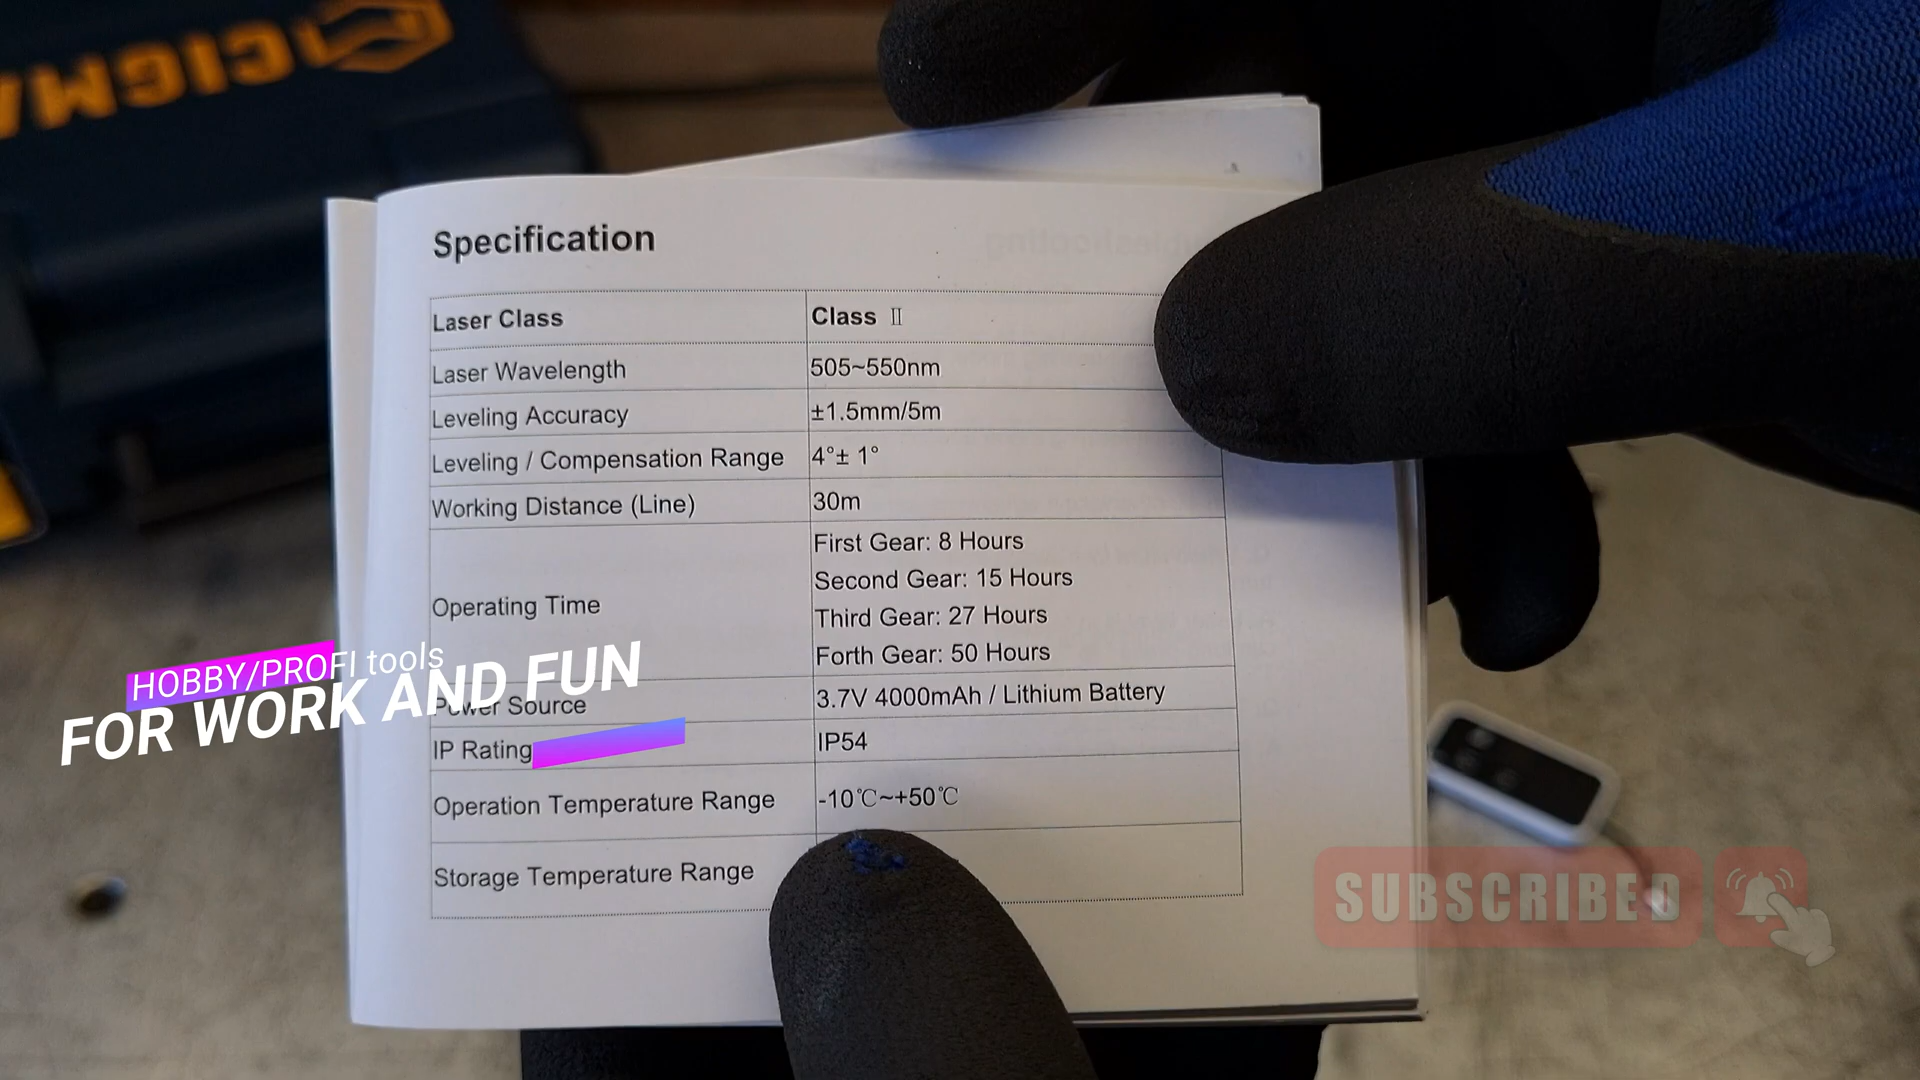 CIGMA
Specification
Laser Class Class Ⅱ
Laser Wavelength 505~550nm
Leveling Accuracy ±1.5mm/5m
Leveling / Compensation Range 4°± 1°
Working Distance (Line) 30m
Operating Time First Gear: 8 Hours
Second Gear: 15 Hours
Third Gear: 27 Hours
Forth Gear: 50 Hours
Power Source 3.7V 4000mAh / Lithium Battery
IP Rating IP54
Operation Temperature Range -10℃~+50℃
Storage Temperature Range
HOBBY/PROFI tools
FOR WORK AND FUN
SUBSCRIBED